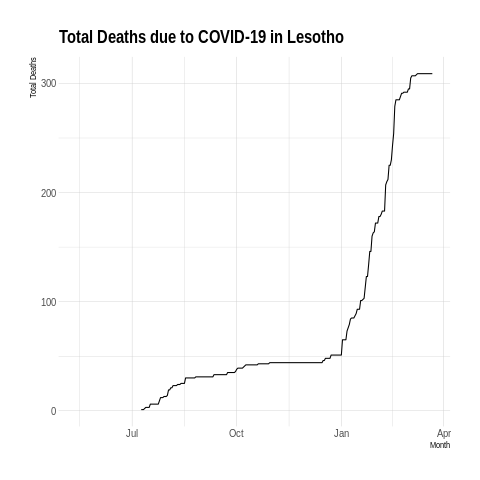 Total Deaths due to COVID-19 in Lesotho
Total Deaths
300
200
100
0
Jul Oct Jan Apr
Month